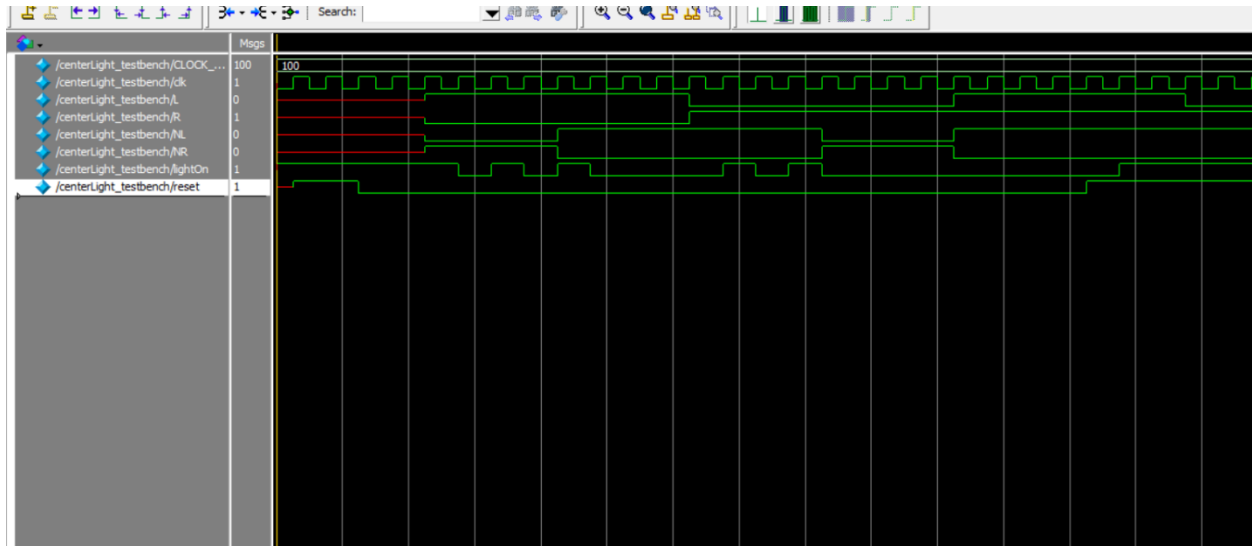 Search:
Msgs
/centerLight_testbench/CLOCK_... 100 100
/centerLight_testbench/clk 1
/centerLight_testbench/L 0
/centerLight_testbench/R 1
/centerLight_testbench/NL 0
/centerLight_testbench/NR 0
/centerLight_testbench/lightOn 1
/centerLight_testbench/reset 1